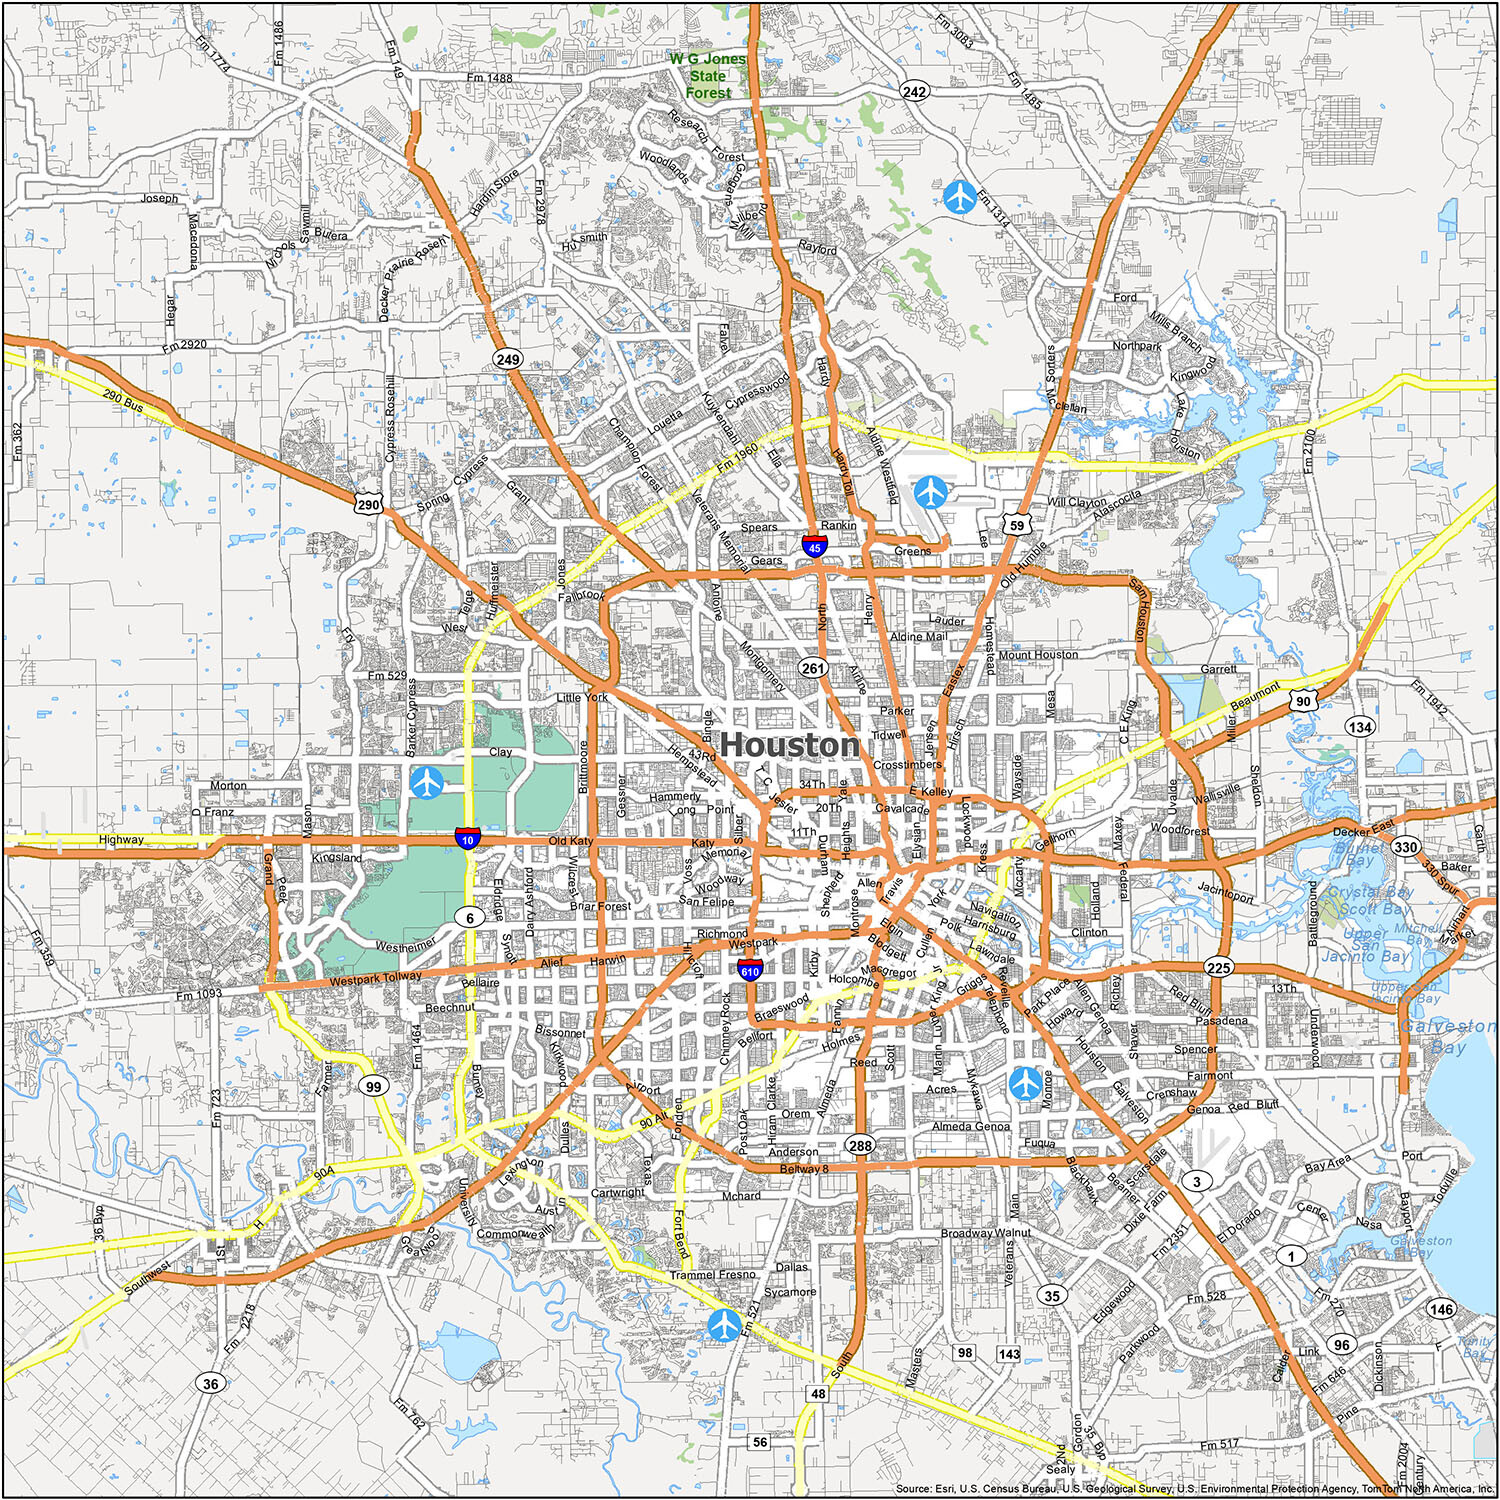 Fm 1774
Fm 1486
Fm 149
Fm 1488
W G Jones
State
Forest
Fm 3083
Fm 1485
242
Research
Forest
Woodlands
Grogans
Mill
Fm 1314
Joseph
Macedonia
Sawmill
Butera
Nichols
Hardin Store
Fm 2978
Hufsmith
Rayford
Decker Prairie Rosehl
Hegar
Fm 2920
249
Falvel
Hardy
Sorters
Ford
Mills Branch
Northpark
Kingwood
Mc clellan
Lake
Houston
290 Bus
Fm 362
Cypress Rosehill
Louetta
Kuykendahl
Cypresswood
Champion Forest
Fm 1960
Ella
Aldine Westfield
Hardy Toll
Fm 2100
290
Spring
Cypress
Grant
Veterans Memorial
Spears
Rankin
45
Gears
Greens
Lee
59
Will Clayton
Atascocita
Old Humble
Telge
West
Huffmeister
Jones
Fallbrook
Antoine
North
Henry
Lauder
Aldine Mail
Homestead
Mount Houston
Sam Houston
Fry
Fm 529
Barker Cypress
Little York
Montgomery
261
Airline
Eastex
Mesa
Garrett
Beaumont
90
Fm 1942
134
Parker
Tidwell
Jensen
Hirsch
C E King
Miller
Houston
Clay
Brittmoore
Bingle
43Rd
Hempstead
Crosstimbers
Wayside
Morton
D Franz
Mason
Gessner
Hammerly
Long Point
T C Jester
34Th
20Th
11Th
Yale
E Kelley
Cavalcade
Lockwood
Uvalde
Wallisville
Sheldon
Highway
Kingsland
10
Old Katy
Katy
Silber
Memorial
Durham
Heights
Elysian
Kress
Gellhorn
Maxey
Woodforest
Decker East
Burnet
Bay
330
330 Spur
Garth
Baker
Grand
Peek
Wilcrest
Voss
Woodway
San Felipe
Shepherd
Allen
Travis
Montrose
Mccarty
Federal
Jacintoport
Crystal Bay
Scott Bay
Battleground
6
Eldridge
Dairy Ashford
Briar Forest
York
Navigation
Harrisburg
Polk
Holland
Clinton
Upper
San
Jacinto Bay
Mitchell
Bay
Airhart
Market
Fm 359
Westheimer
Synott
Richmond
Westpark
Elgin
Blodgett
Cullen
Lawndale
Westpark Tollway
Alief
Harwin
Hillcroft
610
Kirby
Holcombe
Macgregor
Griggs
Reveille
225
Fm 1093
Bellaire
Beechnut
Chimney Rock
Braeswood
Fannin
Martin Luther King Jr
Telephone
Park Place
Howard
Allen Genoa
Richey
Red Bluff
13Th
Upper San
Jacinto Bay
Fm 1464
Bissonnet
Kirkwood
Belfort
Holmes
Pasadena
Underwood
Galveston
Bay
Farmer
99
Burney
Airport
Reed
Scott
Houston
Galveston
Shaver
Spencer
Fm 723
Fairmont
Hiram Clarke
Almeda
Acres
Mykawa
Monroe
Crenshaw
Genoa
Red Bluff
90 Alt
Fondren
Post Oak
Orem
Almeda Genoa
Dulles
Anderson
288
Fuqua
90A
Lexington
Texas
Beltway 8
Blackhawk
Scarsdale
Beamer
Bay Area
Port
36 Byp
H
University
Cartwright
Mchard
Main
Dixie Farm
3
Todville
1St
Austin
Commonwealth
Fort Bend
Broadway
Walnut
Fm 2351
El Dorado
Center
Nasa
Bayport
Galveston
Bay
Southwest
Greatwood
Trammel Fresno
Dallas
Sycamore
Veterans
1
Fm 2218
Fm 521
35
Edgewood
Fm 528
Fm 270
146
36
South
Masters
98
143
Parkwood
Calder
Link
96
Trinity
Bay
F
48
Fm 646
Dickinson
Fm 762
Gordon
35 Byp
Pine
56
2Nd
Sealy
Fm 517
Fm 2004
Century
Source: Esri, U.S. Census Bureau, U.S. Geological Survey, U.S. Environmental Protection Agency, TomTom North America, Inc.